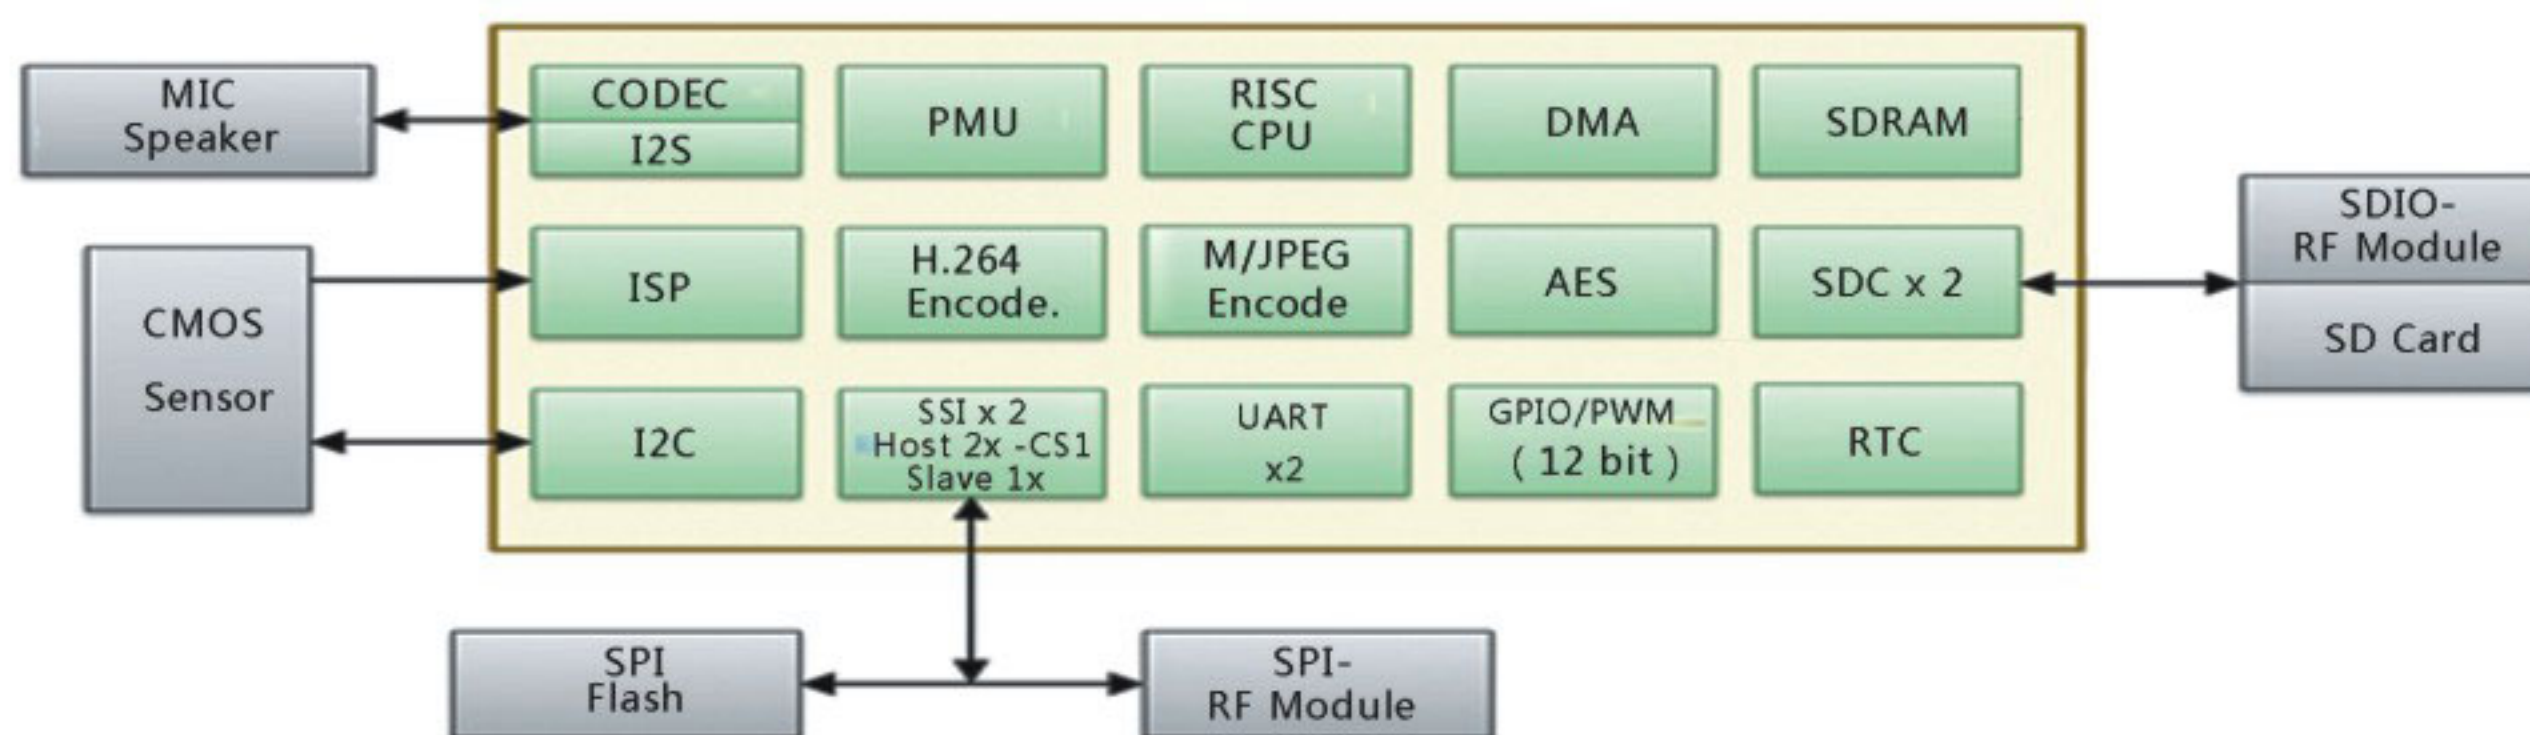 MIC
Speaker
CODEC
I2S
PMU
RISC
CPU
DMA
SDRAM
SDIO-
RF Module
SD Card
CMOS
Sensor
ISP
H.264
Encode.
M/JPEG
Encode
AES
SDC x 2
I2C
SSI x 2
Host 2x -CS1
Slave 1x
UART
x2
GPIO/PWM
( 12 bit )
RTC
SPI
Flash
SPI-
RF Module